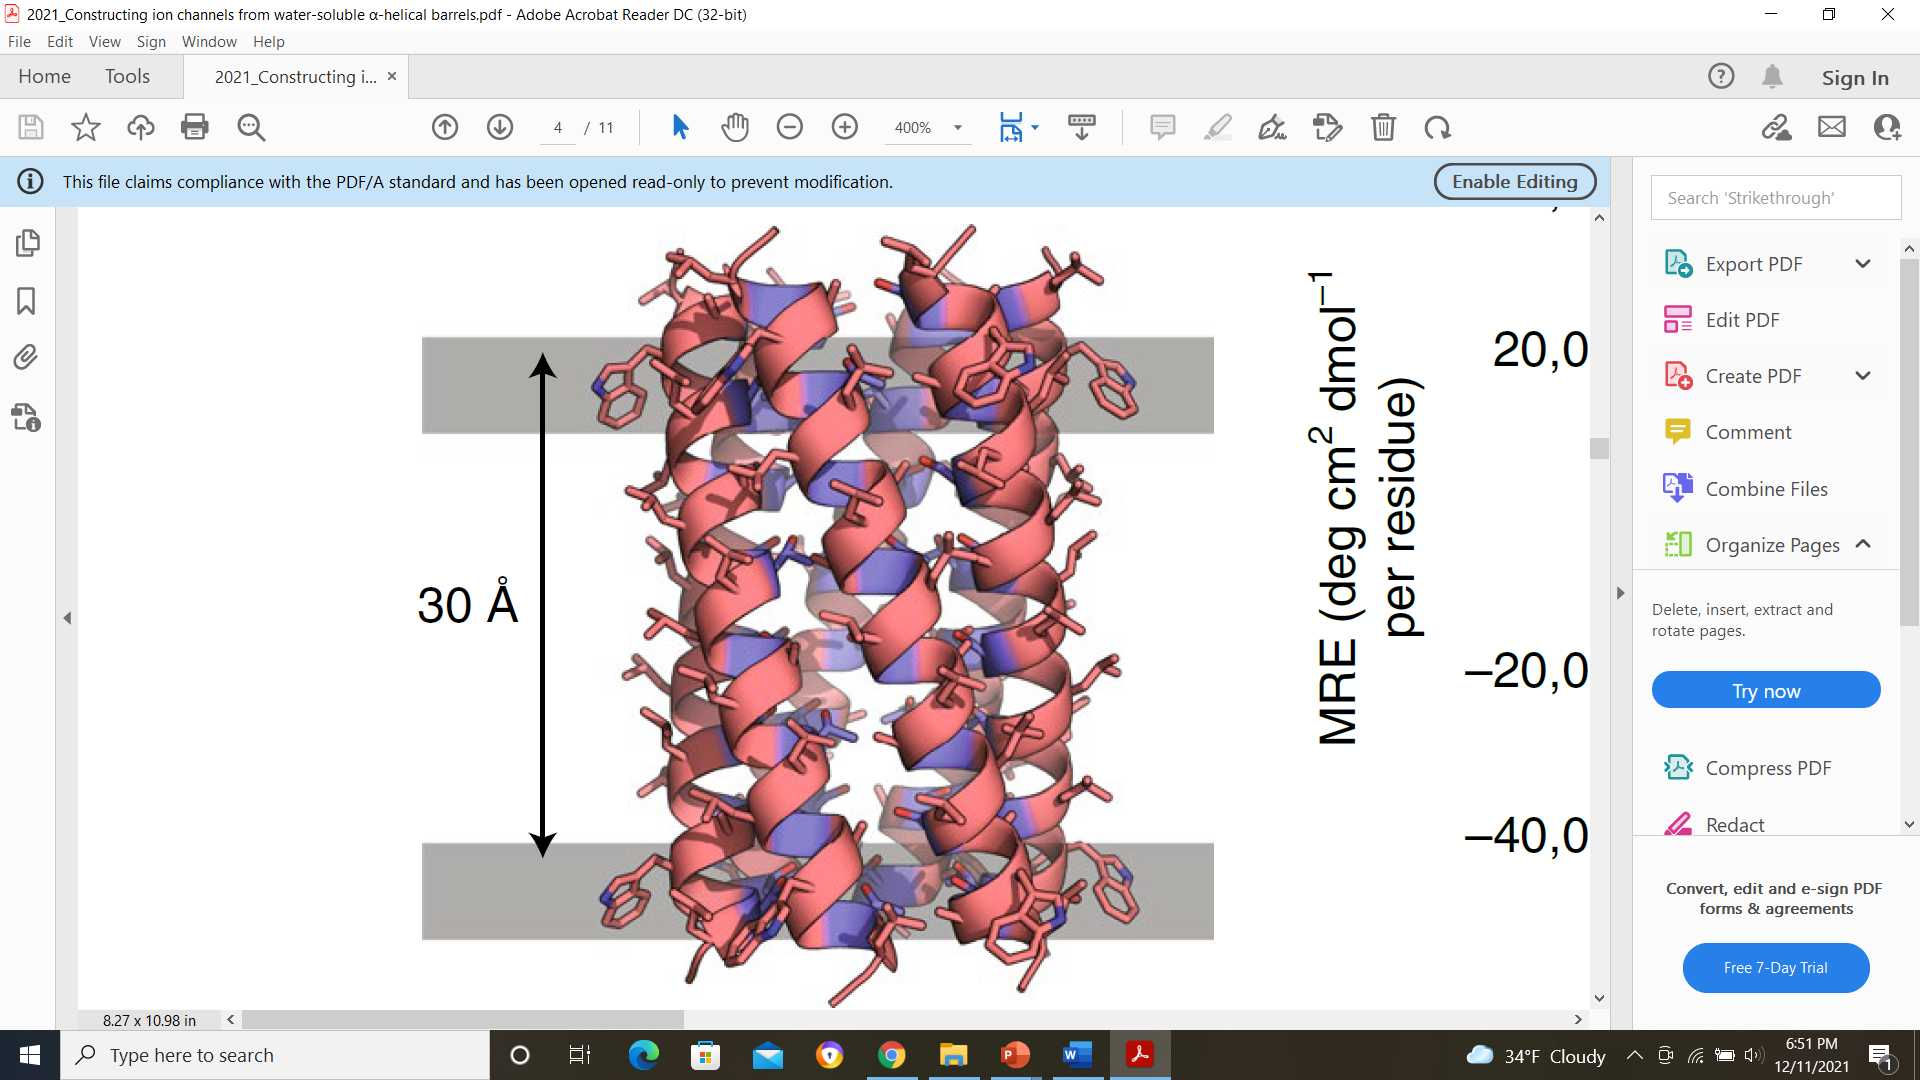 2021_Constructing ion channels from water-soluble α-helical barrels.pdf - Adobe Acrobat Reader DC (32-bit)
File Edit View Sign Window Help
Home Tools 2021_Constructing i... × Sign In
4 / 11 400%
This file claims compliance with the PDF/A standard and has been opened read-only to prevent modification.
Enable Editing
30 Å
MRE (deg cm² dmol⁻¹
per residue)
20,0
–20,0
–40,0
8.27 x 10.98 in
Search 'Strikethrough'
Export PDF
Edit PDF
Create PDF
Comment
Combine Files
Organize Pages
Delete, insert, extract and
rotate pages.
Try now
Compress PDF
Redact
Convert, edit and e-sign PDF
forms & agreements
Free 7-Day Trial
Type here to search
34°F Cloudy
6:51 PM
12/11/2021
1